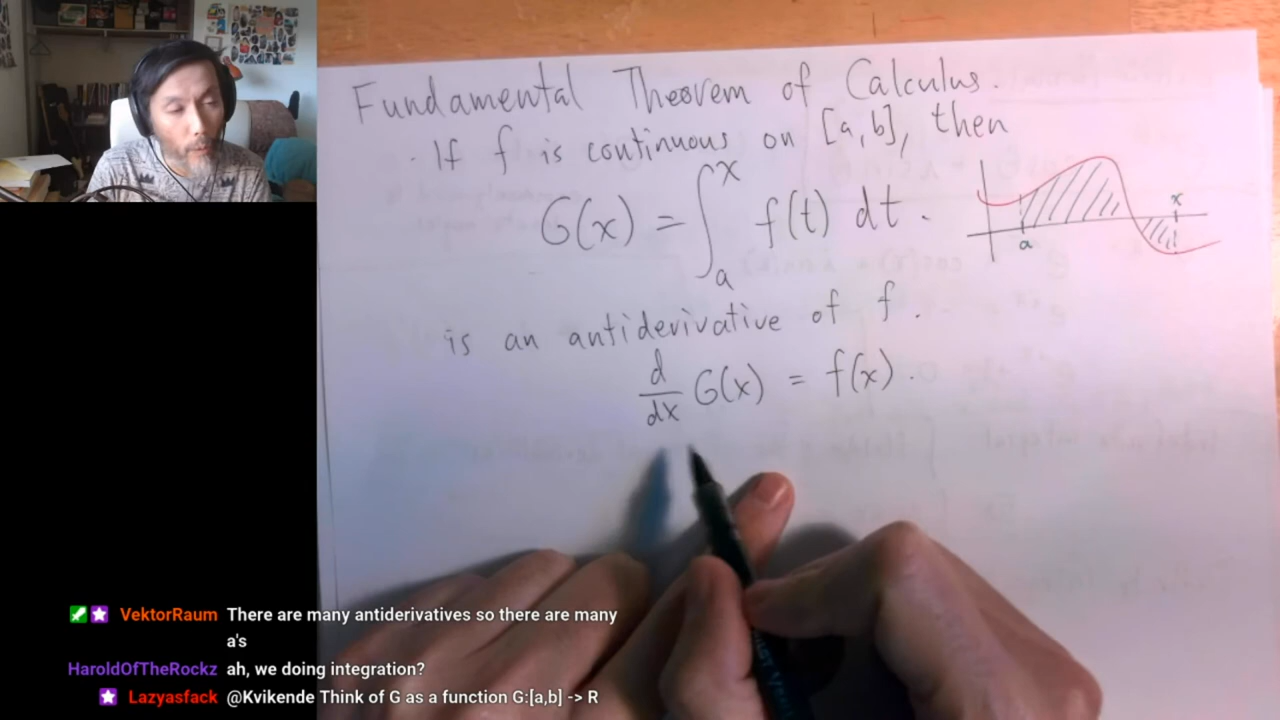 Fundamental Theorem of Calculus.
· If f is continuous on [a,b], then
G(x) = ∫_a^x f(t) dt.
a
x
is an antiderivative of f.
d/dx G(x) = f(x).
VektorRaum There are many antiderivatives so there are many
a's
HaroldOfTheRockz ah, we doing integration?
Lazyasfack @Kvikende Think of G as a function G:[a,b] -> R